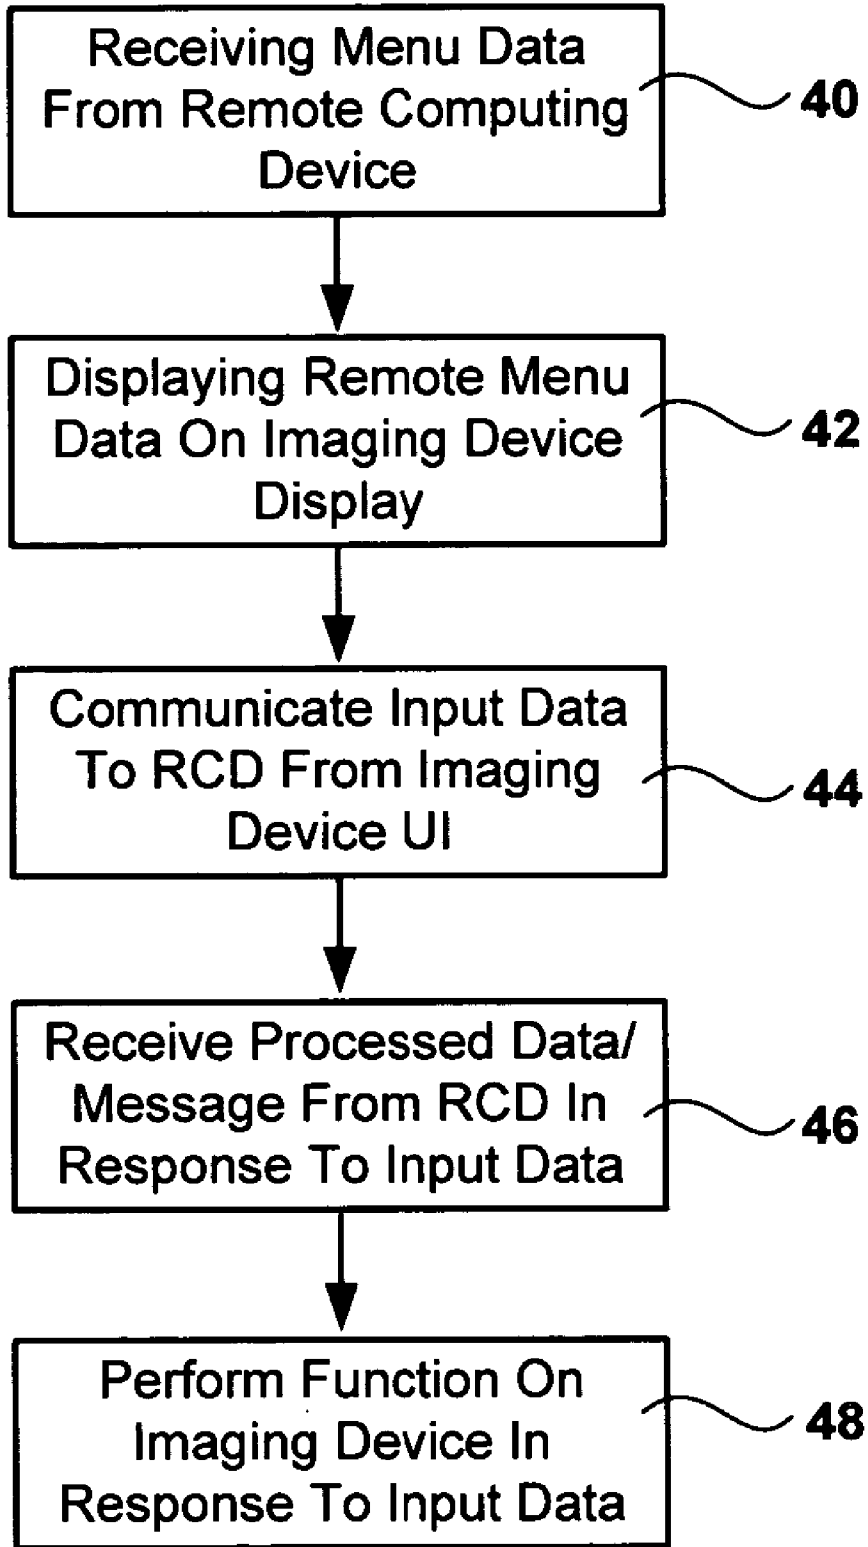 Receiving Menu Data
From Remote Computing
Device
40
Displaying Remote Menu
Data On Imaging Device
Display
42
Communicate Input Data
To RCD From Imaging
Device UI
44
Receive Processed Data/
Message From RCD In
Response To Input Data
46
Perform Function On
Imaging Device In
Response To Input Data
48